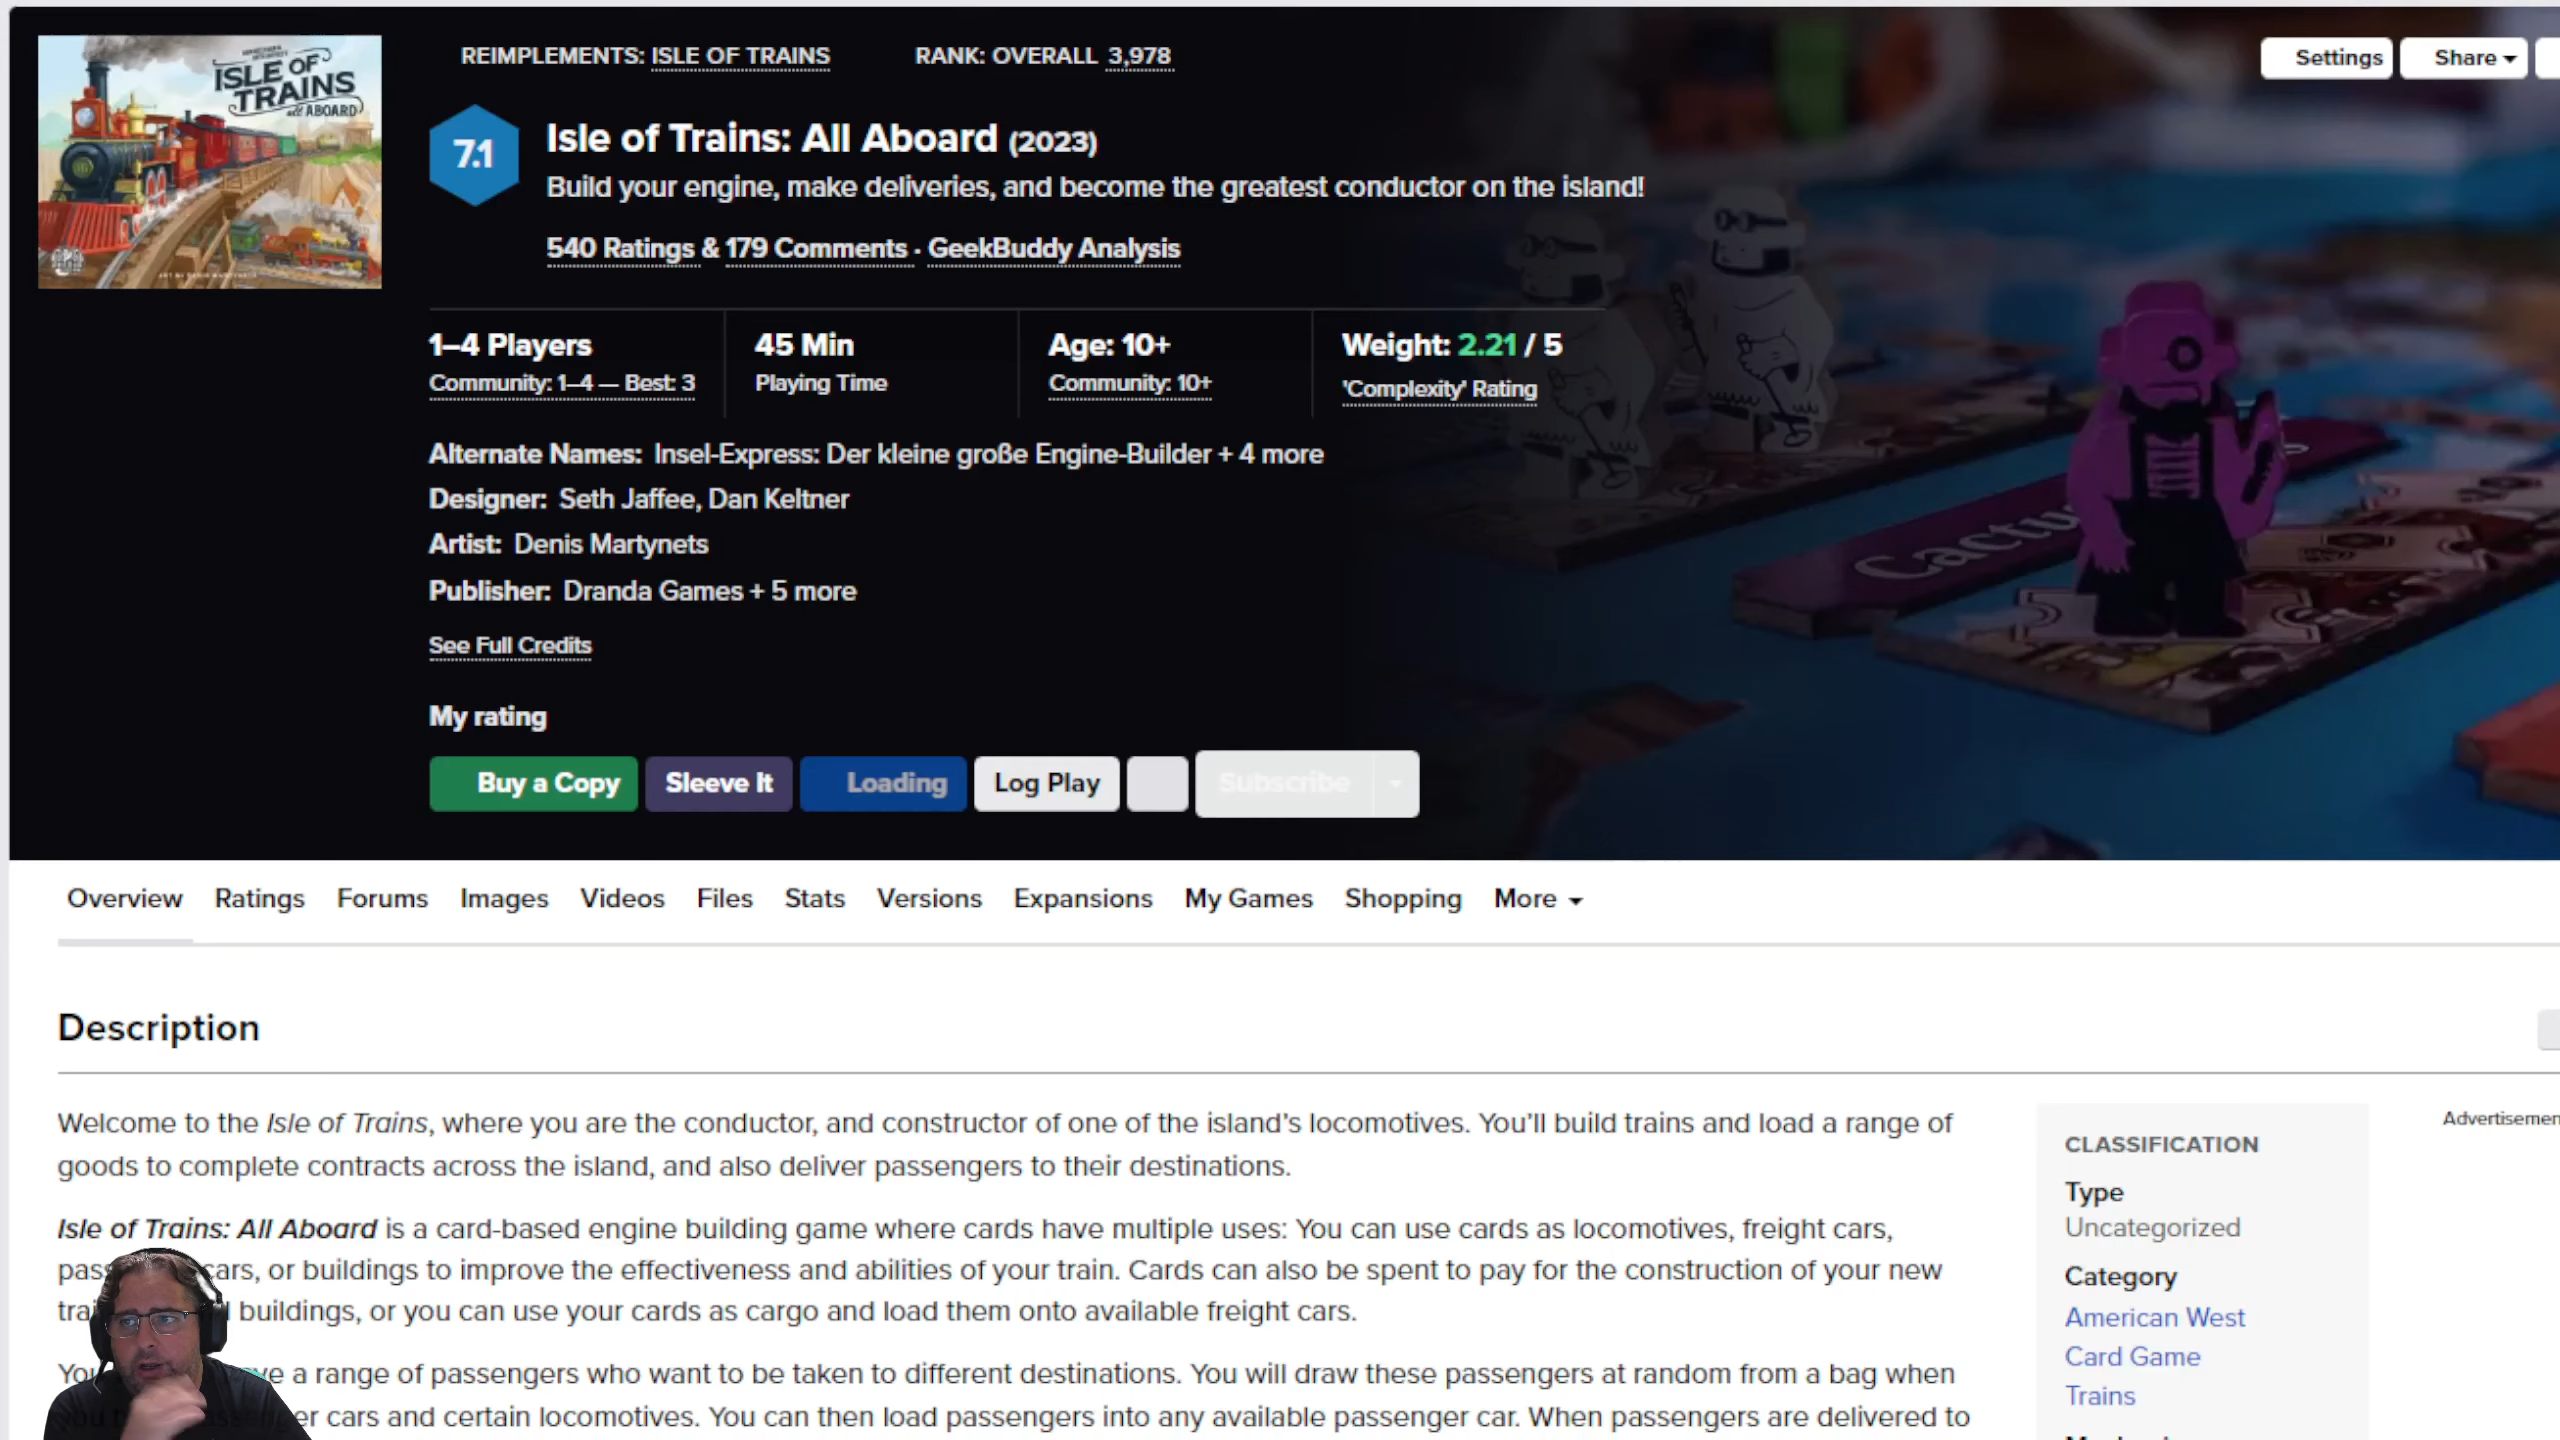 ISLE OF
TRAINS
all ABOARD
REIMPLEMENTS: ISLE OF TRAINS
RANK: OVERALL 3,978
Settings
Share
7.1
Isle of Trains: All Aboard (2023)
Build your engine, make deliveries, and become the greatest conductor on the island!
540 Ratings & 179 Comments · GeekBuddy Analysis
1–4 Players
Community: 1–4 — Best: 3
45 Min
Playing Time
Age: 10+
Community: 10+
Weight: 2.21 / 5
'Complexity' Rating
Alternate Names: Insel-Express: Der kleine große Engine-Builder + 4 more
Designer: Seth Jaffee, Dan Keltner
Artist: Denis Martynets
Publisher: Dranda Games + 5 more
See Full Credits
My rating
Buy a Copy
Sleeve It
Loading
Log Play
Subscribe
Overview Ratings Forums Images Videos Files Stats Versions Expansions My Games Shopping More
Description
Welcome to the Isle of Trains, where you are the conductor, and constructor of one of the island's locomotives. You'll build trains and load a range of
goods to complete contracts across the island, and also deliver passengers to their destinations.
Isle of Trains: All Aboard is a card-based engine building game where cards have multiple uses: You can use cards as locomotives, freight cars,
cars, or buildings to improve the effectiveness and abilities of your train. Cards can also be spent to pay for the construction of your new
buildings, or you can use your cards as cargo and load them onto available freight cars.
a range of passengers who want to be taken to different destinations. You will draw these passengers at random from a bag when
cars and certain locomotives. You can then load passengers into any available passenger car. When passengers are delivered to
CLASSIFICATION
Type
Uncategorized
Category
American West
Card Game
Trains
Advertisemen